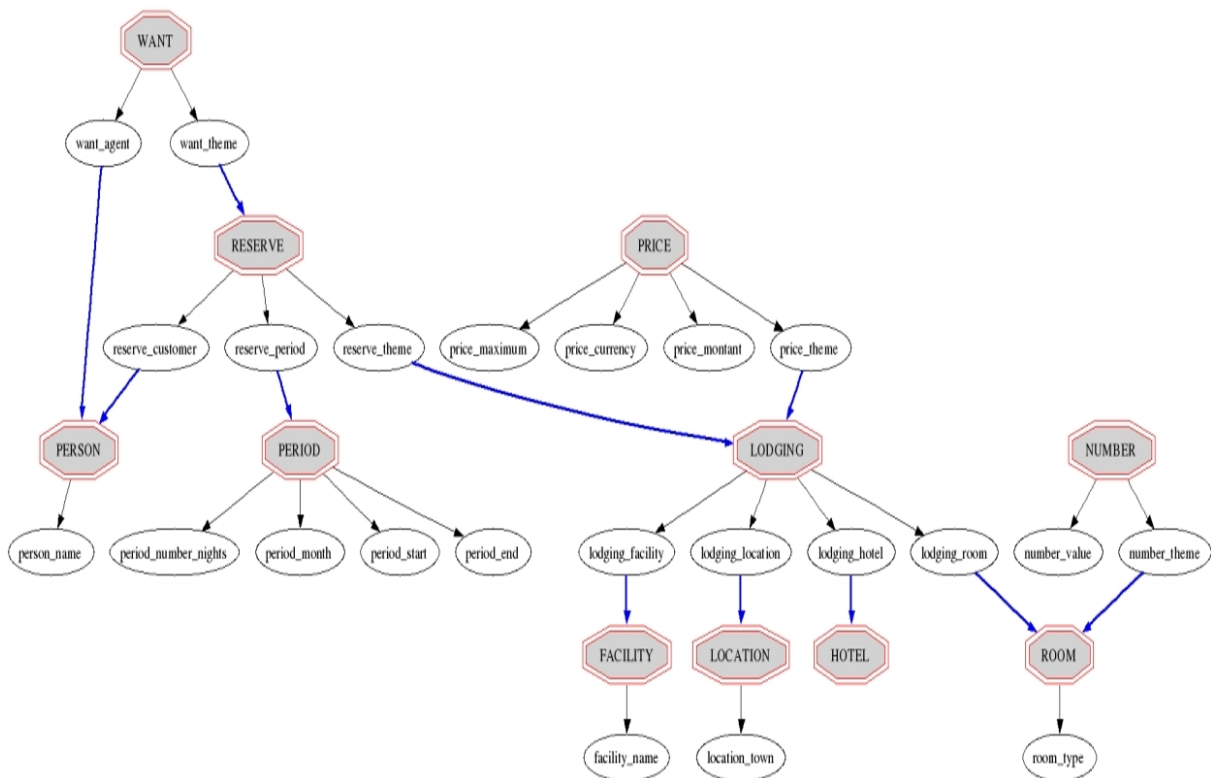 WANT
want_agent
want_theme
RESERVE
PRICE
reserve_customer
reserve_period
reserve_theme
price_maximum
price_currency
price_montant
price_theme
PERSON
PERIOD
LODGING
NUMBER
person_name
period_number_nights
period_month
period_start
period_end
lodging_facility
lodging_location
lodging_hotel
lodging_room
number_value
number_theme
FACILITY
LOCATION
HOTEL
ROOM
facility_name
location_town
room_type